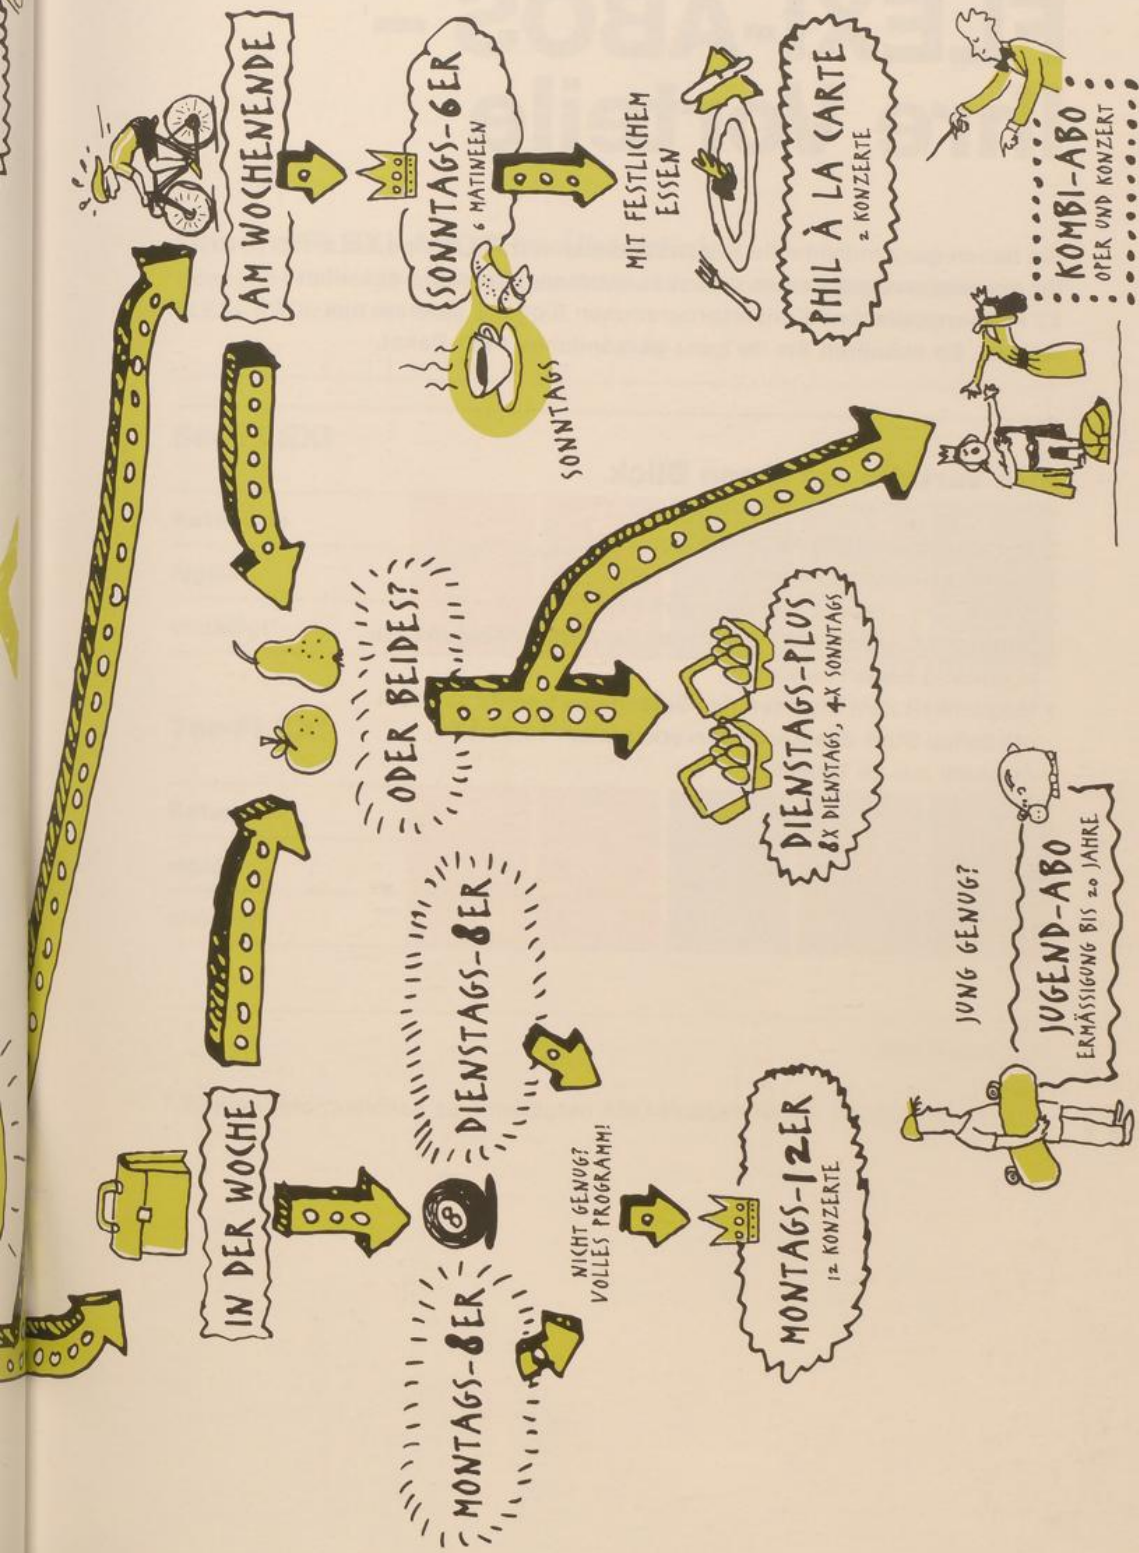 IN DER WOCHE
MONTAGS-8ER
8
DIENSTAGS-8ER
NICHT GENUG?
VOLLES PROGRAMM!
MONTAGS-12ER
12 KONZERTE
ODER BEIDES?
DIENSTAGS-PLUS
8X DIENSTAGS, 4X SONNTAGS
AM WOCHENENDE
SONNTAGS-6ER
6 MATINEEN
SONNTAGS
MIT FESTLICHEM
ESSEN
PHIL À LA CARTE
2 KONZERTE
JUNG GENUG?
JUGEND-ABO
ERMÄSSIGUNG BIS 20 JAHRE
KOMBI-ABO
OPER UND KONZERT